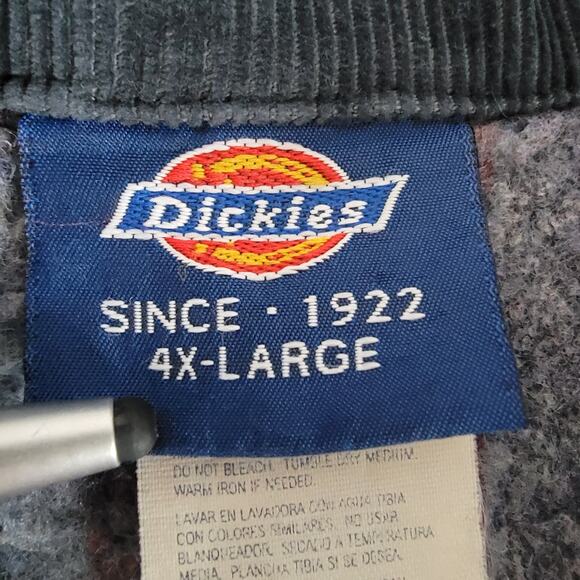 Dickies
SINCE · 1922
4X-LARGE
DO NOT BLEACH. TUMBLE DRY MEDIUM.
WARM IRON IF NEEDED.
LAVAR EN LAVADORA CON AGUA TIBIA
CON COLORES SIMILARES. NO USAR
BLANQUEADOR. SECADO A TEMPERATURA
MEDIA. PLANCHA TIBIA SI SE DESEA.